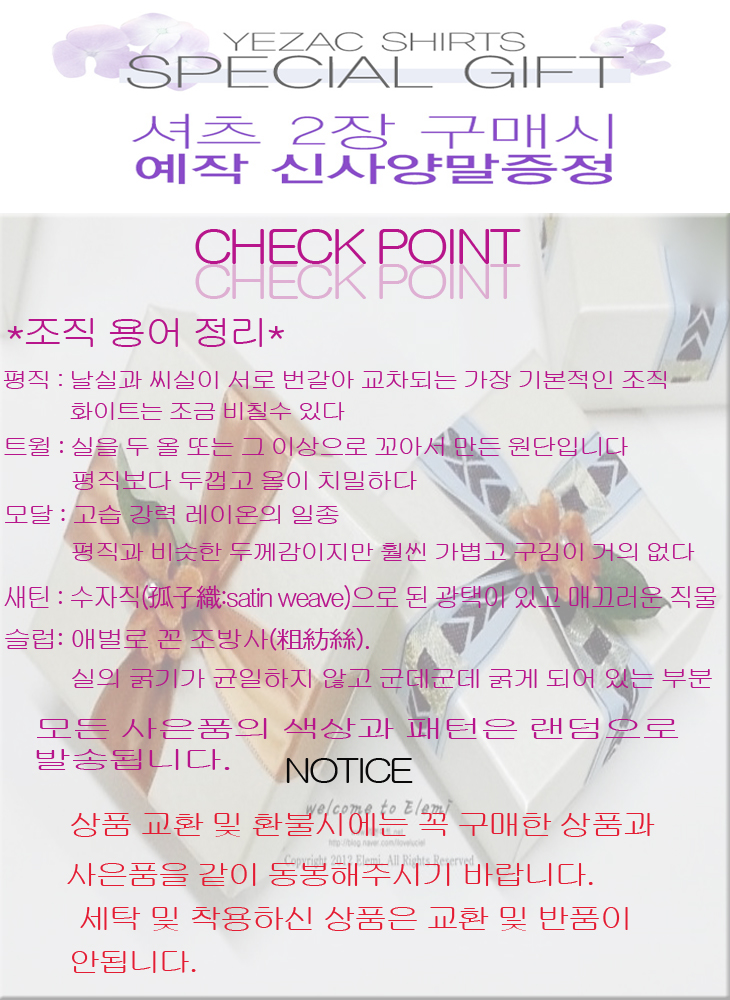 YEZAC SHIRTS
SPECIAL GIFT
셔츠 2장 구매시
예작 신사양말증정
CHECK POINT
*조직 용어 정리*
평직 : 날실과 씨실이 서로 번갈아 교차되는 가장 기본적인 조직
화이트는 조금 비칠수 있다
트윌 : 실을 두 올 또는 그 이상으로 꼬아서 만든 원단입니다
평직보다 두껍고 올이 치밀하다
모달 : 고습 강력 레이온의 일종
평직과 비슷한 두께감이지만 훨씬 가볍고 구김이 거의 없다
새틴 : 수자직(孤子織:satin weave)으로 된 광택이 있고 매끄러운 직물
슬럽: 애벌로 꼰 조방사(粗紡絲).
실의 굵기가 균일하지 않고 군데군데 굵게 되어 있는 부분
모든 사은품의 색상과 패턴은 랜덤으로
발송됩니다.
NOTICE
welcome to Elemi
상품 교환 및 환불시에는 꼭 구매한 상품과
http://blog.naver.com/iloveluciel
Copyright 2012 Elemi. All Rights Reserved
사은품을 같이 동봉해주시기 바랍니다.
세탁 및 착용하신 상품은 교환 및 반품이
안됩니다.